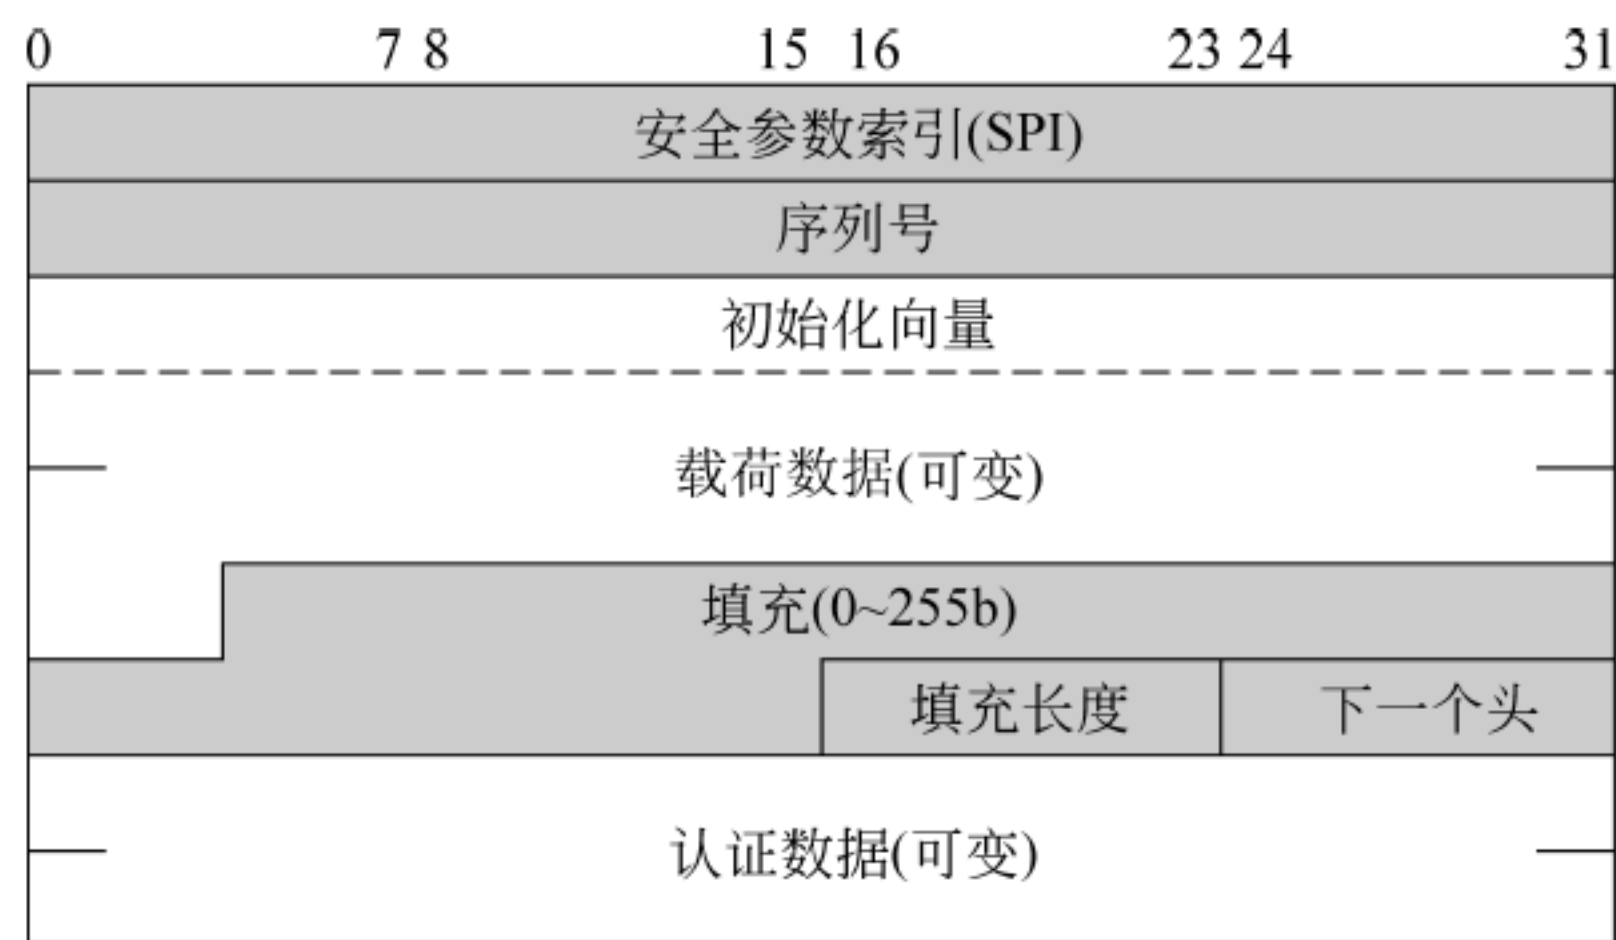 0 7 8 15 16 23 24 31
安全参数索引(SPI)
序列号
初始化向量
载荷数据(可变)
填充(0~255b)
填充长度 下一个头
认证数据(可变)